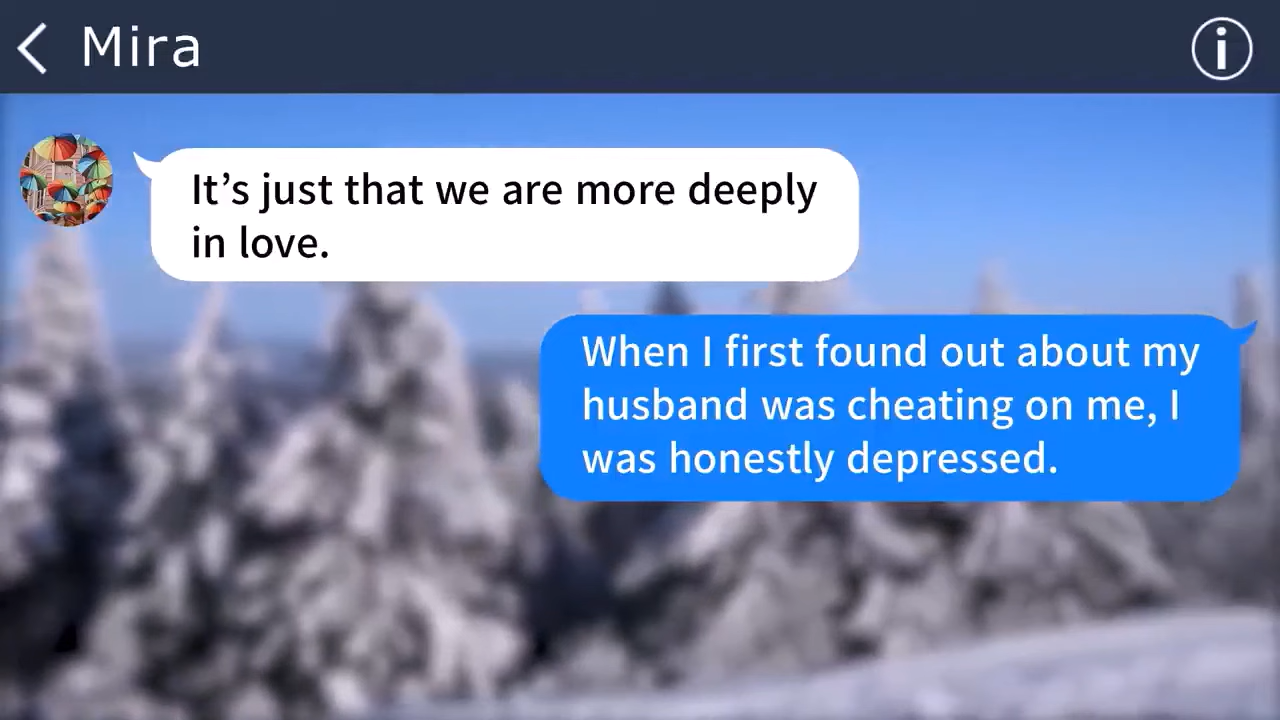 Mira
It’s just that we are more deeply
in love.
When I first found out about my
husband was cheating on me, I
was honestly depressed.